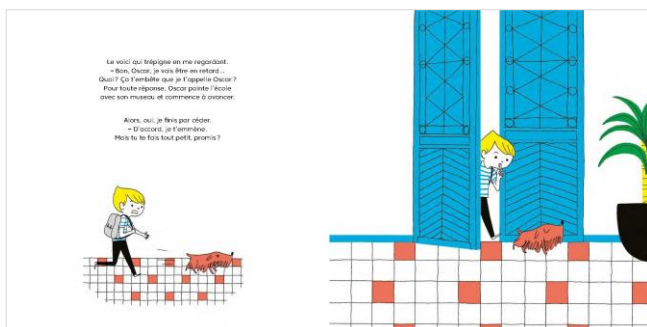 Le voici qui trépigne en me regardant.
– Bon, Oscar, je vais être en retard...
Quoi ? Ça t'embête que je t'appelle Oscar ?
Pour toute réponse, Oscar pointe l'école
avec son museau et commence à avancer.
Alors, oui, je finis par céder.
– D'accord, je t'emmène.
Mais tu te fais tout petit, promis ?